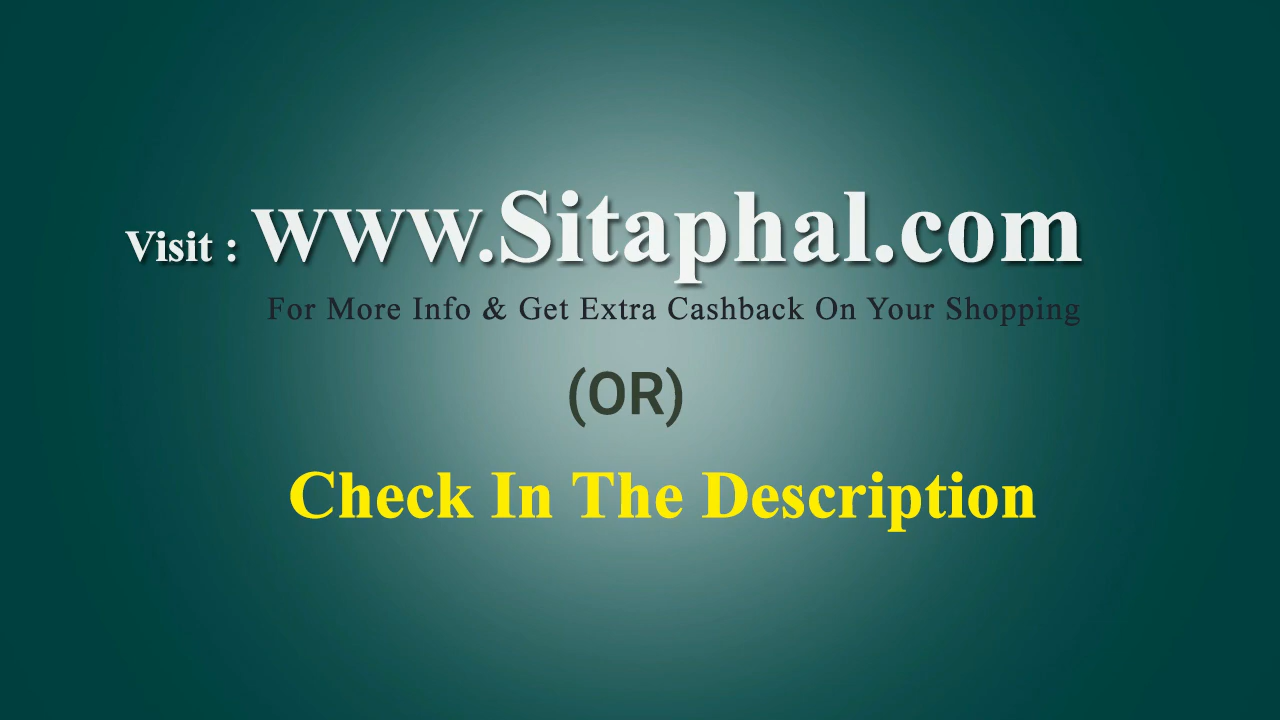 Visit : www.Sitaphal.com
For More Info & Get Extra Cashback On Your Shopping
(OR)
Check In The Description